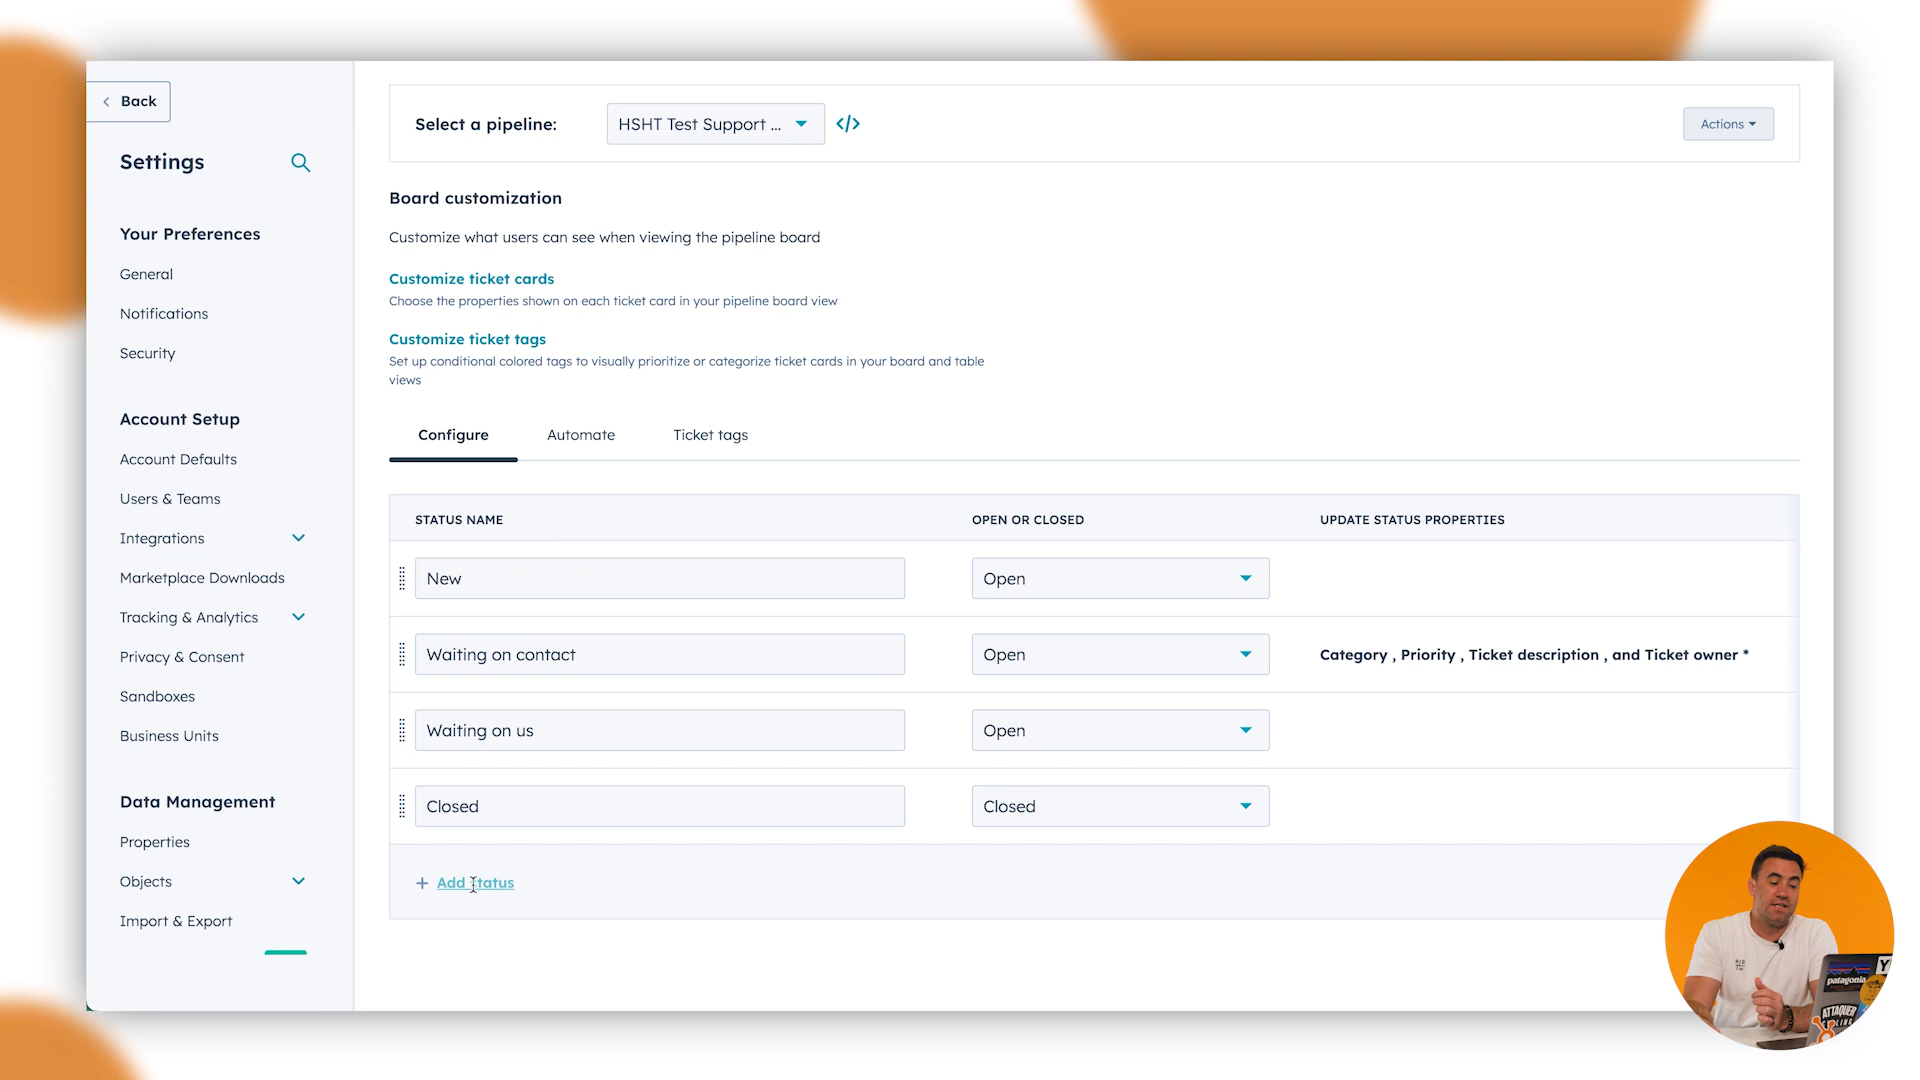 Back
Settings
Your Preferences
General
Notifications
Security
Account Setup
Account Defaults
Users & Teams
Integrations
Marketplace Downloads
Tracking & Analytics
Privacy & Consent
Sandboxes
Business Units
Data Management
Properties
Objects
Import & Export
Select a pipeline:
HSHT Test Support ...
</>
Actions
Board customization
Customize what users can see when viewing the pipeline board
Customize ticket cards
Choose the properties shown on each ticket card in your pipeline board view
Customize ticket tags
Set up conditional colored tags to visually prioritize or categorize ticket cards in your board and table
views
Configure
Automate
Ticket tags
STATUS NAME
OPEN OR CLOSED
UPDATE STATUS PROPERTIES
New
Open
Waiting on contact
Open
Category , Priority , Ticket description , and Ticket owner *
Waiting on us
Open
Closed
Closed
+ Add status
patagonia
ATTAQUER